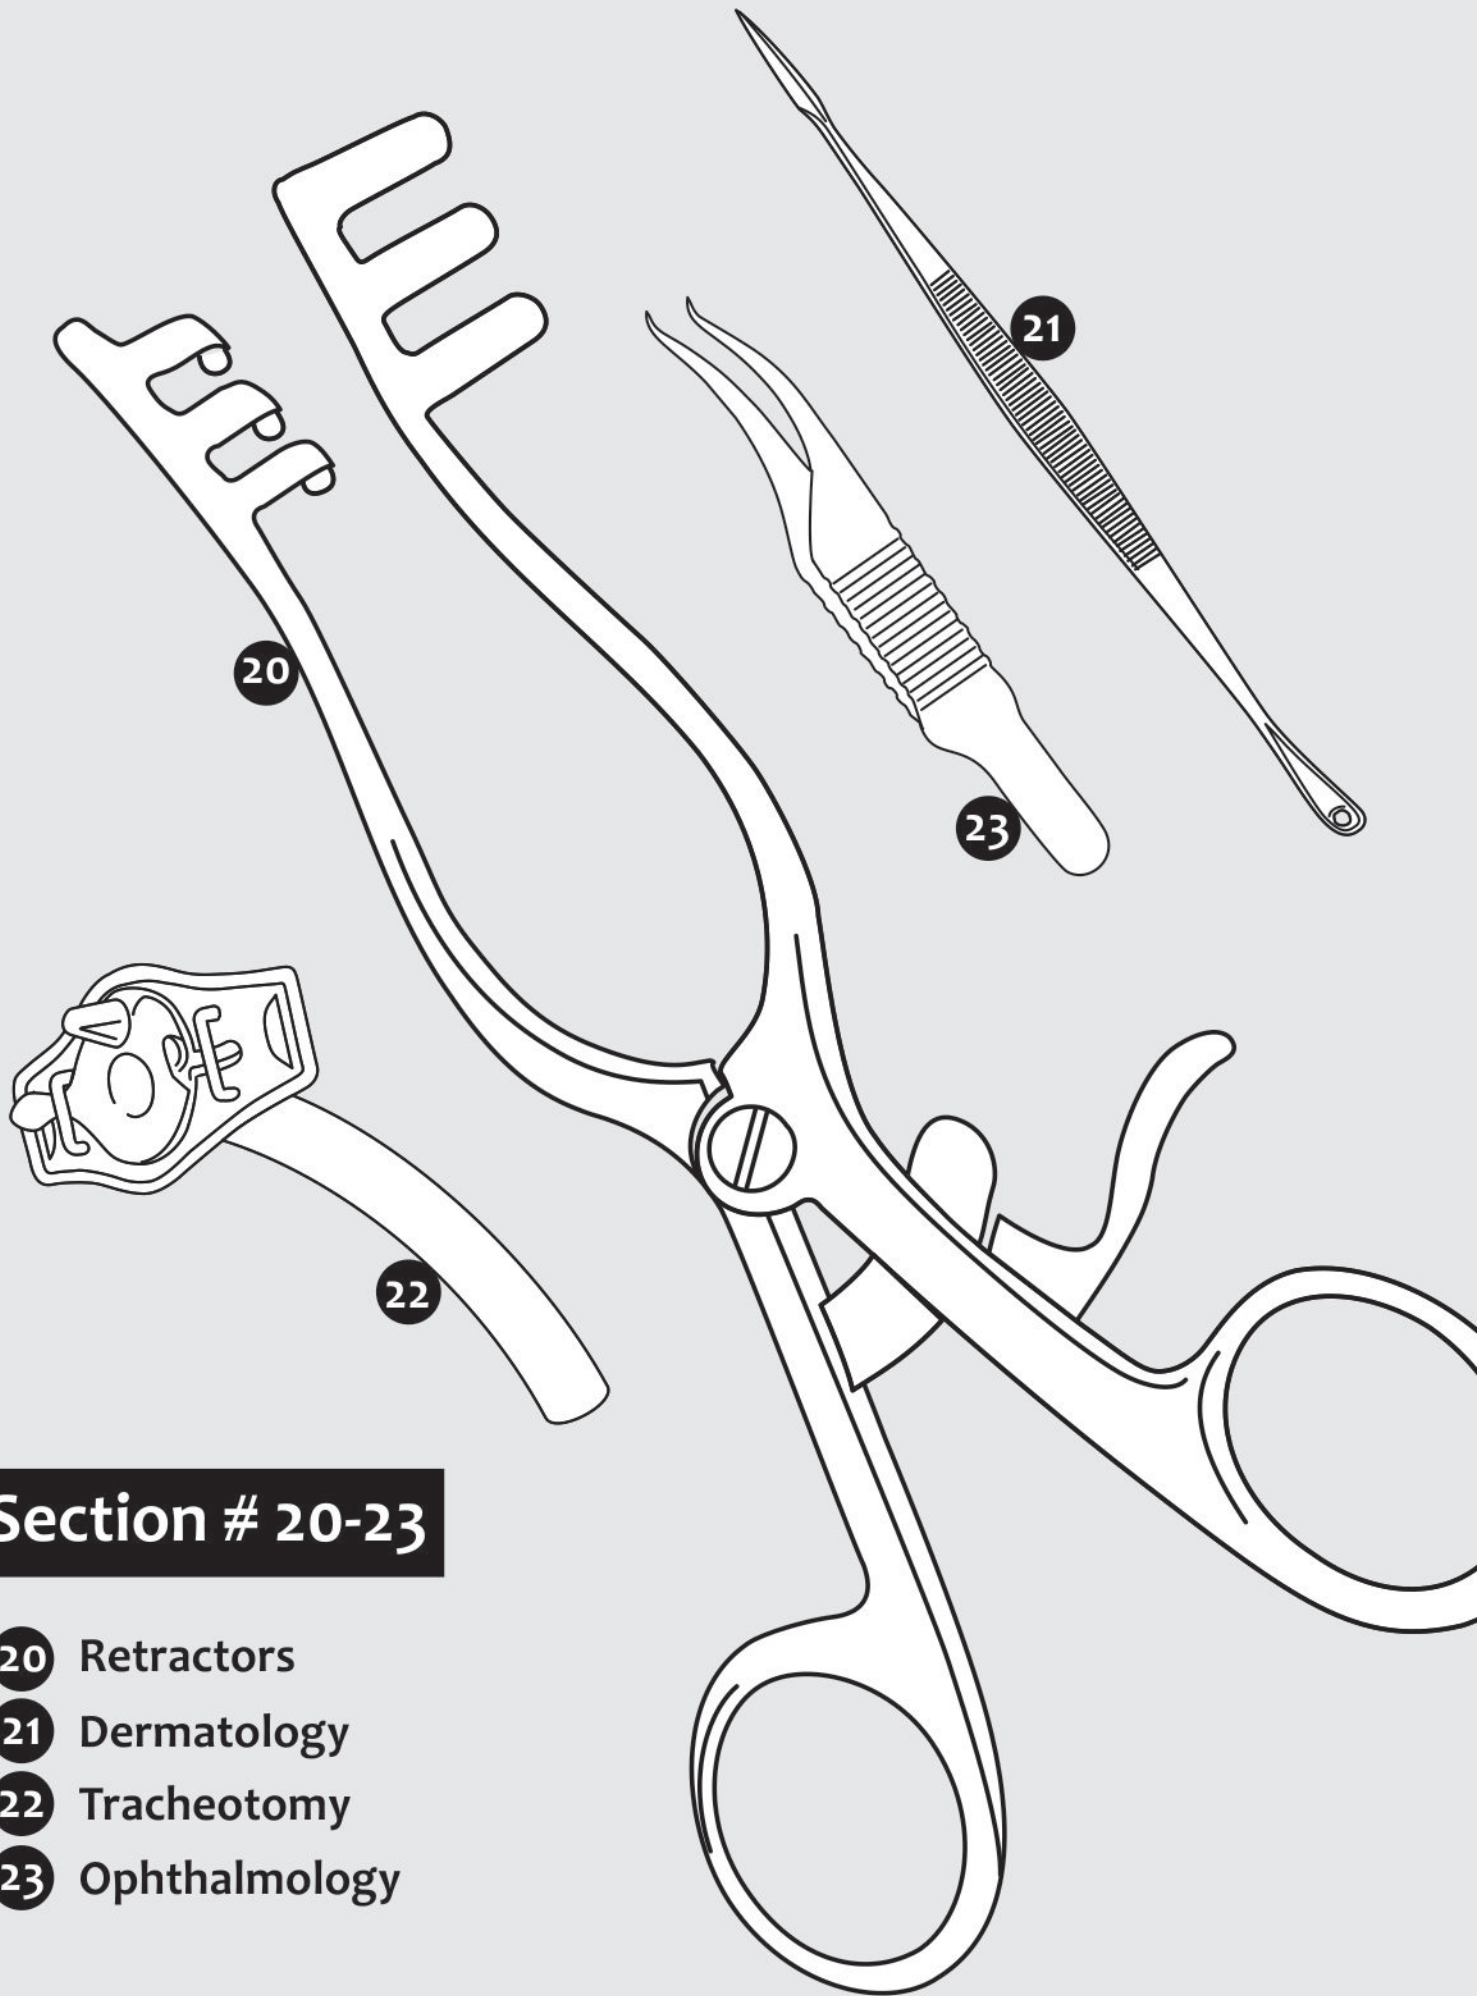 21
20
23
22
Section # 20-23
20 Retractors
21 Dermatology
22 Tracheotomy
23 Ophthalmology